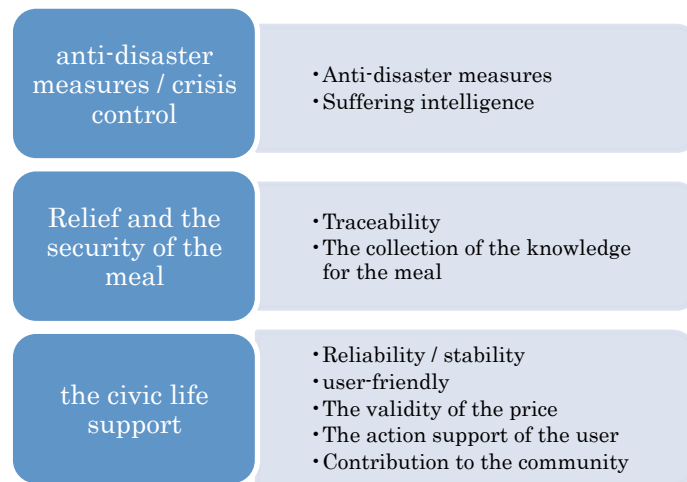 anti-disaster
measures / crisis
control
・Anti-disaster measures
・Suffering intelligence
Relief and the
security of the
meal
・Traceability
・The collection of the knowledge
for the meal
the civic life
support
・Reliability / stability
・user-friendly
・The validity of the price
・The action support of the user
・Contribution to the community